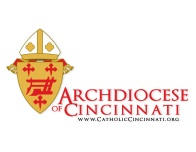 ARCHDIOCESE
OF CINCINNATI
WWW.CATHOLICCINCINNATI.ORG